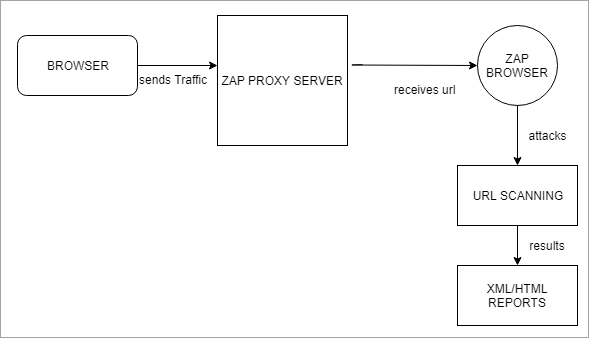 BROWSER
sends Traffic
ZAP PROXY SERVER
receives url
ZAP
BROWSER
attacks
URL SCANNING
results
XML/HTML
REPORTS